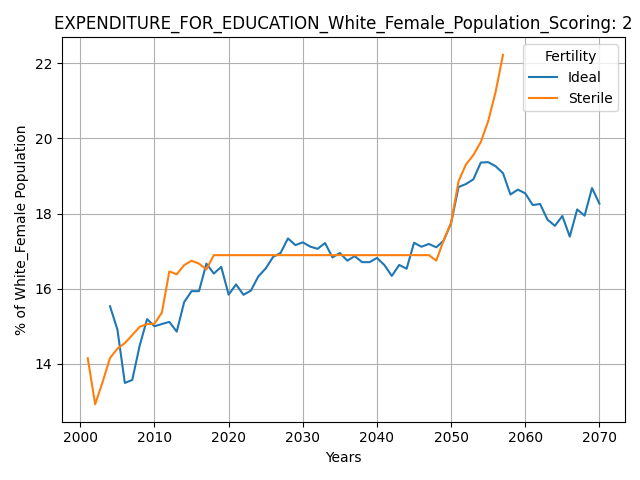 EXPENDITURE_FOR_EDUCATION_White_Female_Population_Scoring: 2
Fertility
Ideal
Sterile
% of White_Female Population
22
20
18
16
14
2000 2010 2020 2030 2040 2050 2060 2070
Years